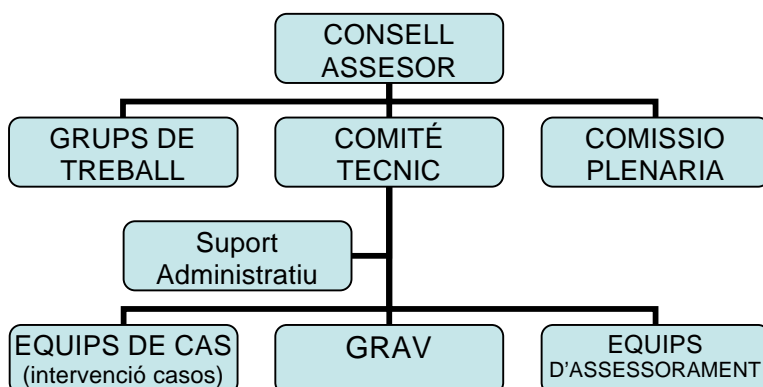 CONSELL
ASSESOR
GRUPS DE
TREBALL
COMITÉ
TECNIC
COMISSIO
PLENARIA
Suport
Administratiu
EQUIPS DE CAS
(intervenció casos)
GRAV
EQUIPS
D'ASSESSORAMENT